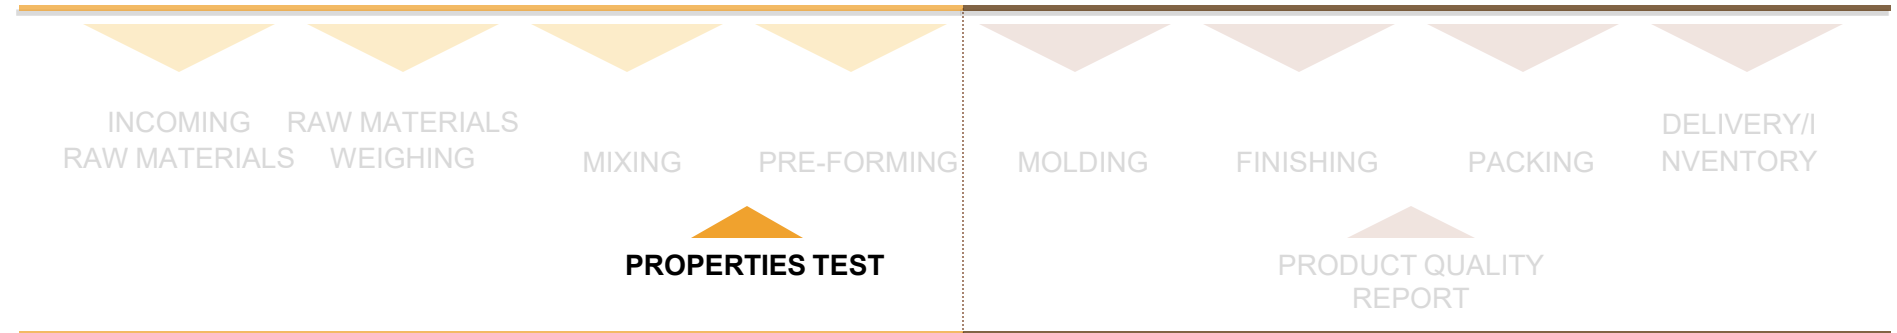 INCOMING
RAW MATERIALS
RAW MATERIALS
WEIGHING
MIXING
PRE-FORMING
MOLDING
FINISHING
PACKING
DELIVERY/I
NVENTORY
PROPERTIES TEST
PRODUCT QUALITY
REPORT